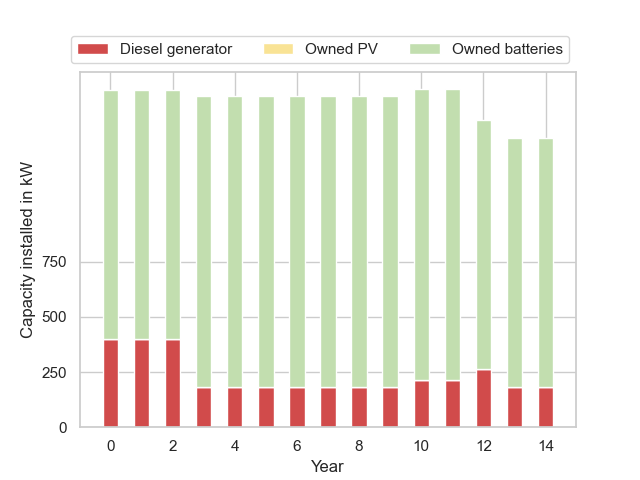 Diesel generator Owned PV Owned batteries
Capacity installed in kW
750
500
250
0
0 2 4 6 8 10 12 14
Year